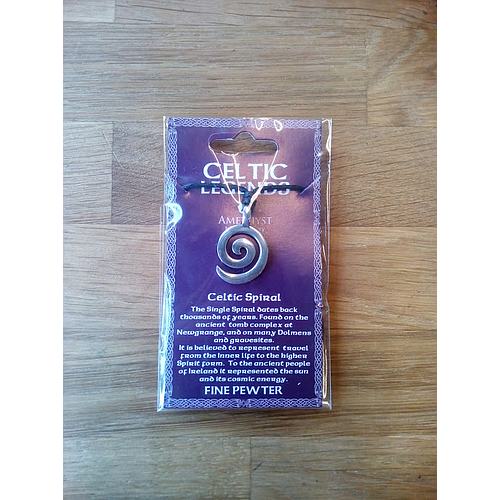 CELTIC
LEGENDS
AMETHYST
Celtic Spiral
The Single Spiral dates back
thousands of years. Found on the
ancient tomb complex at
Newgrange, and on many Dolmens
and gravesites.
It is believed to represent travel
from the inner life to the higher
Spirit form. To the ancient people
of Ireland it represented the sun
and its cosmic energy.
FINE PEWTER